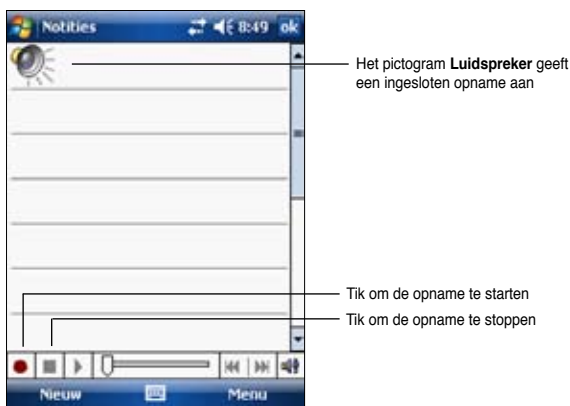 Notities 8:49 ok
Het pictogram Luidspreker geeft
een ingesloten opname aan
Tik om de opname te starten
Tik om de opname te stoppen
Nieuw Menu